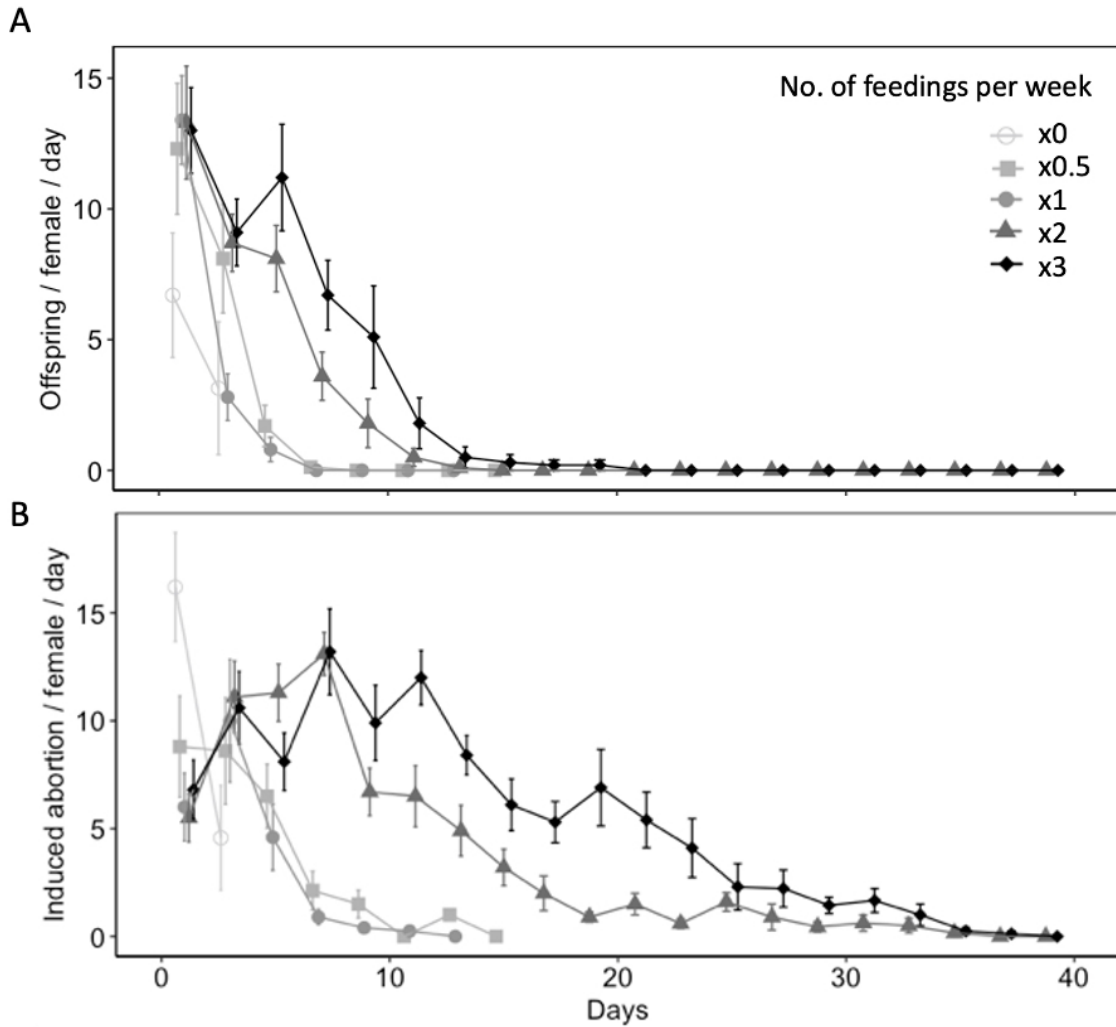 A
Offspring / female / day
15
10
5
0
No. of feedings per week
x0
x0.5
x1
x2
x3
B
Induced abortion / female / day
15
10
5
0
0 10 20 30 40
Days